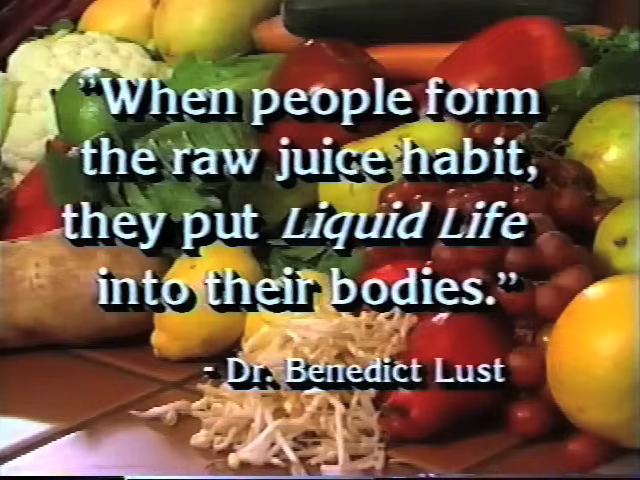 "When people form
the raw juice habit,
they put Liquid Life
into their bodies."
- Dr. Benedict Lust